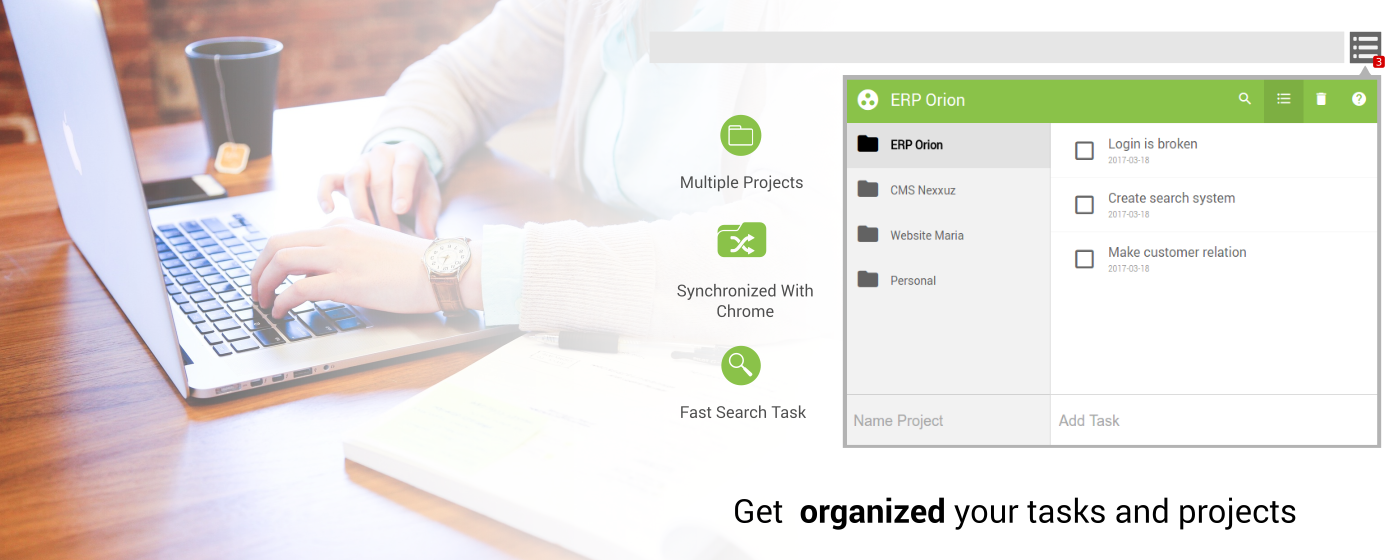 3
ERP Orion
ERP Orion
CMS Nexxuz
Website Maria
Personal
Login is broken
2017-03-18
Create search system
2017-03-18
Make customer relation
2017-03-18
Name Project
Add Task
Multiple Projects
Synchronized With
Chrome
Fast Search Task
Get organized your tasks and projects